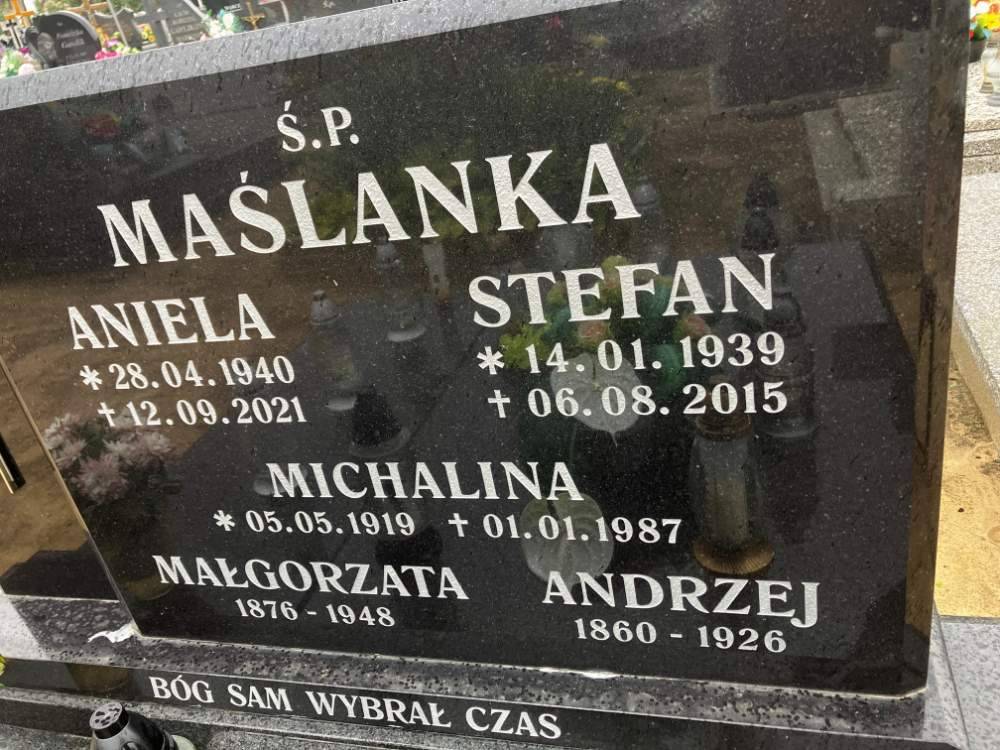 Ś.P.
MAŚLANKA
ANIELA
* 28.04.1940
† 12.09.2021
STEFAN
* 14.01.1939
† 06.08.2015
MICHALINA
* 05.05.1919 † 01.01.1987
MAŁGORZATA
1876 - 1948
ANDRZEJ
1860 - 1926
BÓG SAM WYBRAŁ CZAS